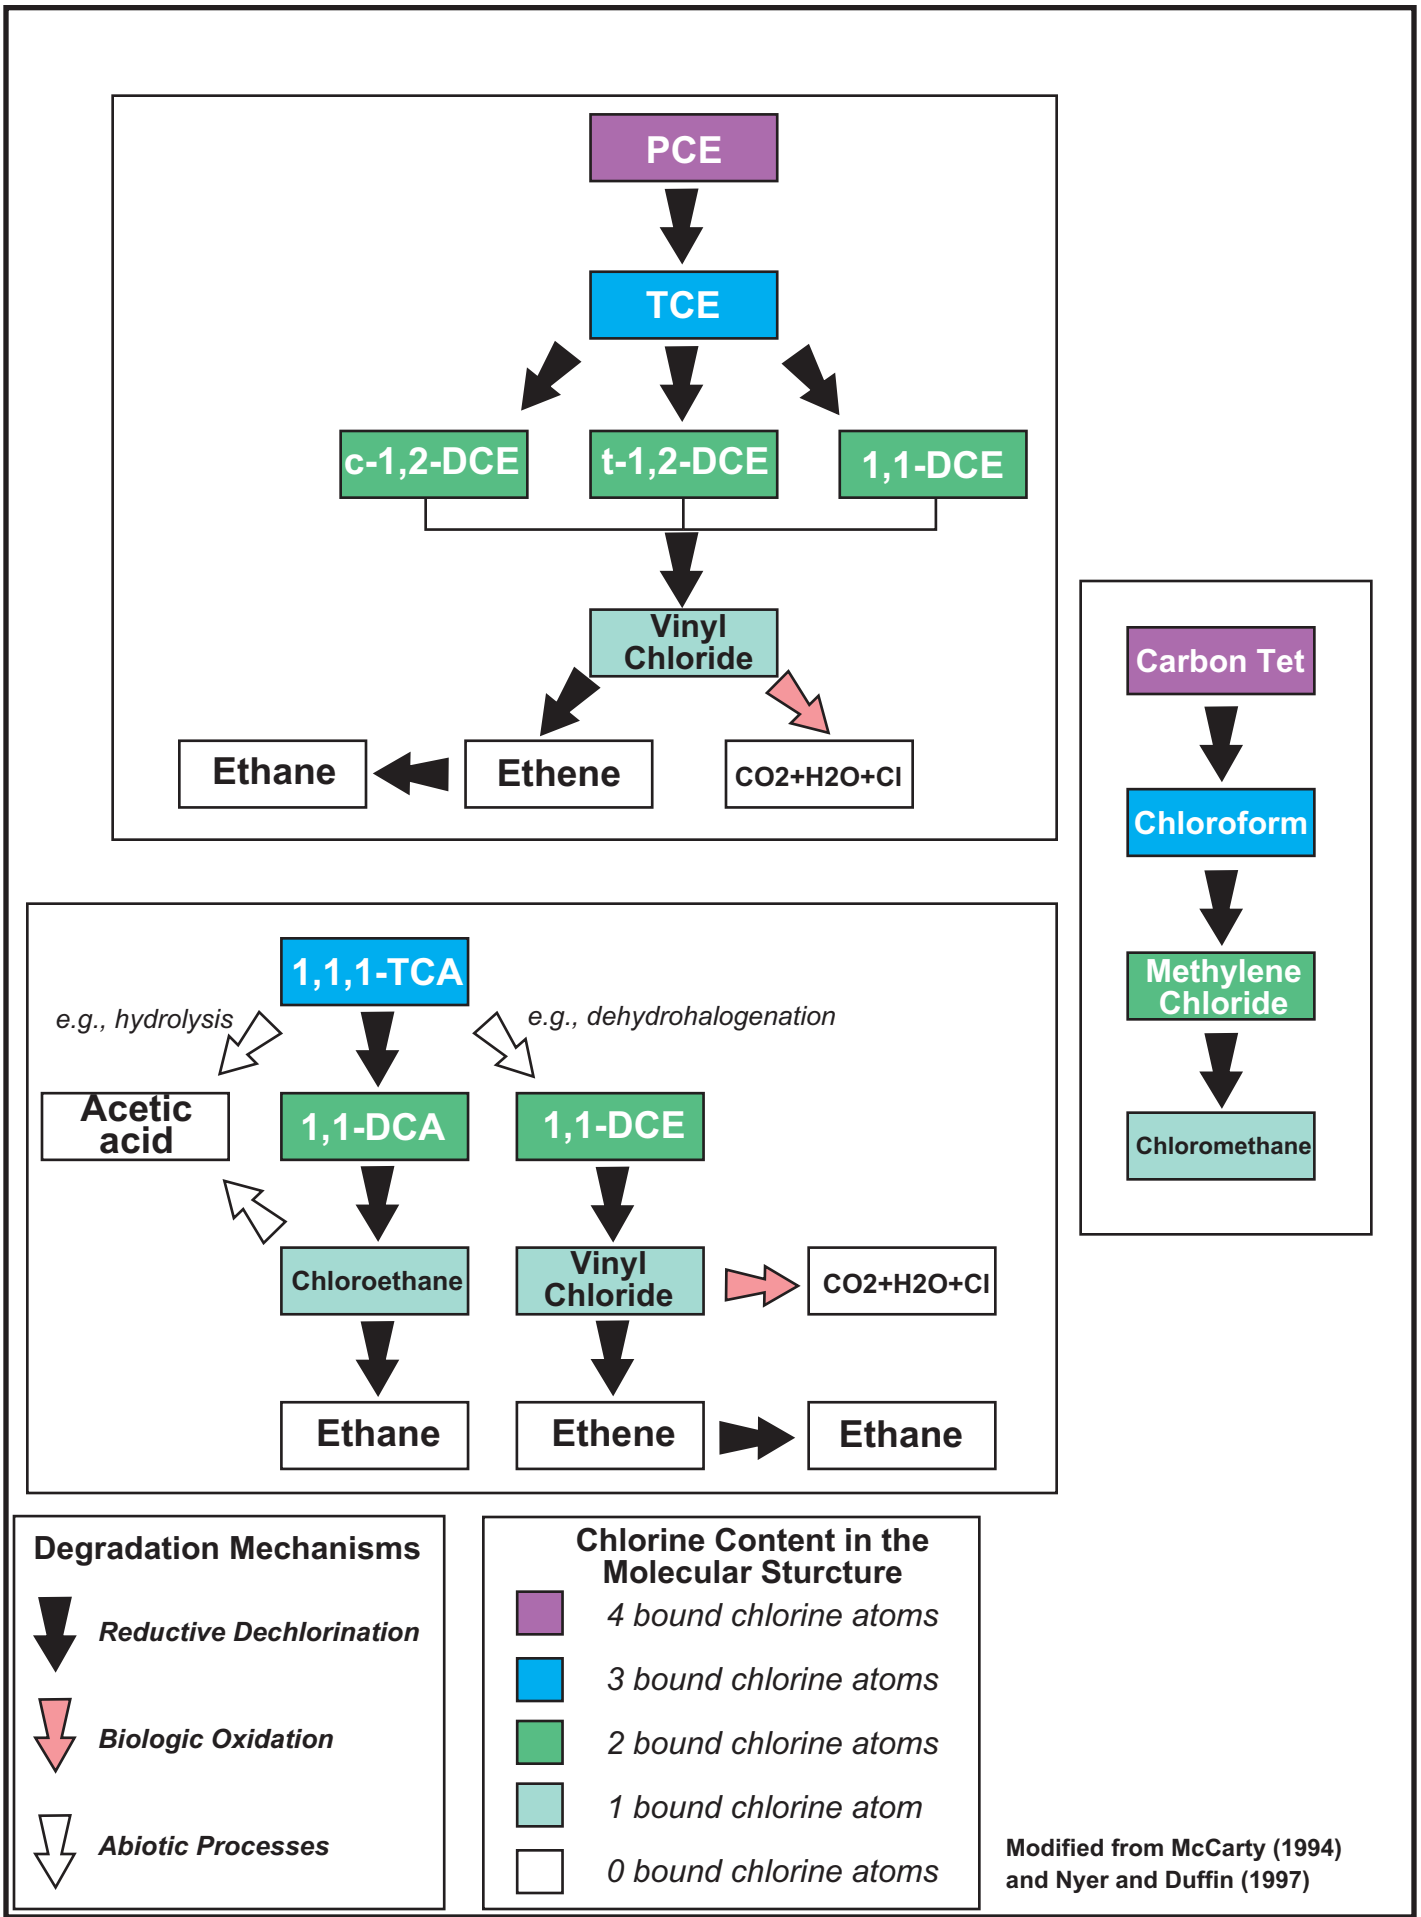 PCE
TCE
c-1,2-DCE
t-1,2-DCE
1,1-DCE
Vinyl
Chloride
Ethane
Ethene
CO2+H2O+Cl
Carbon Tet
Chloroform
Methylene
Chloride
Chloromethane
1,1,1-TCA
e.g., hydrolysis
e.g., dehydrohalogenation
Acetic
acid
1,1-DCA
1,1-DCE
Chloroethane
Vinyl
Chloride
CO2+H2O+Cl
Ethane
Ethene
Ethane
Degradation Mechanisms
Reductive Dechlorination
Biologic Oxidation
Abiotic Processes
Chlorine Content in the
Molecular Sturcture
4 bound chlorine atoms
3 bound chlorine atoms
2 bound chlorine atoms
1 bound chlorine atom
0 bound chlorine atoms
Modified from McCarty (1994)
and Nyer and Duffin (1997)